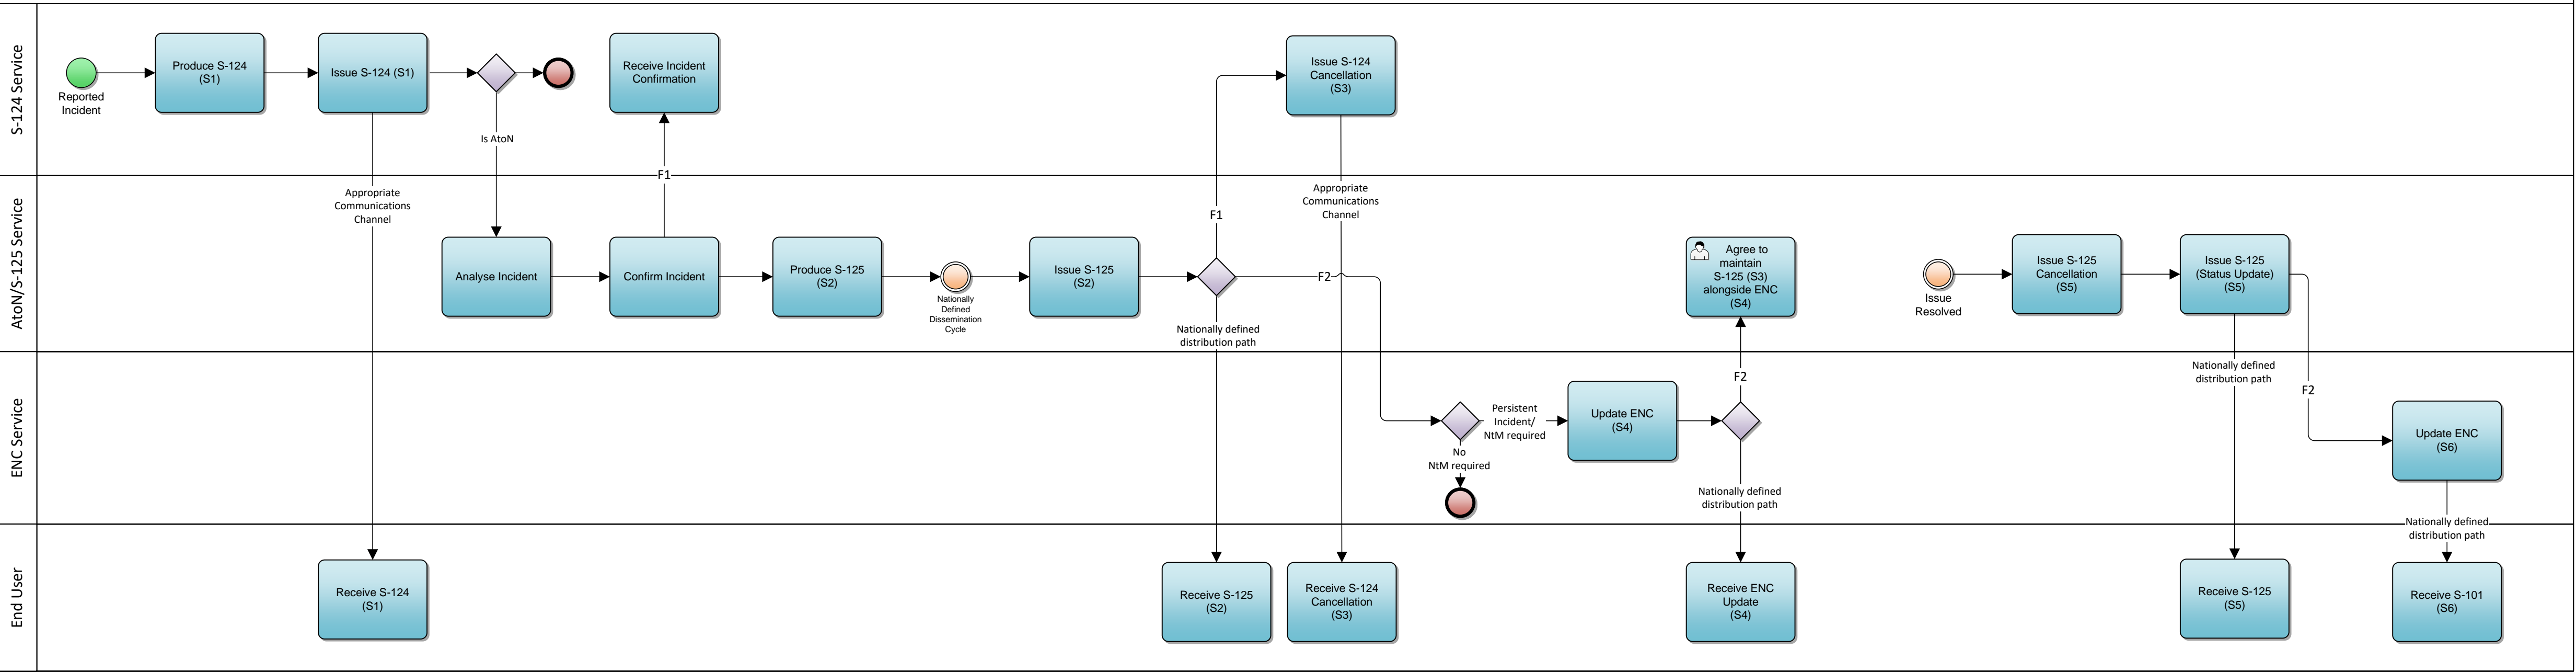 S-124 Service
Reported
Incident
Produce S-124
(S1)
Issue S-124 (S1)
Is AtoN
Receive Incident
Confirmation
Issue S-124
Cancellation
(S3)
F1
Appropriate
Communications
Channel
Appropriate
Communications
Channel
AtoN/S-125 Service
Analyse Incident
Confirm Incident
Produce S-125
(S2)
Nationally
Defined
Dissemination
Cycle
Issue S-125
(S2)
F1
F2
Nationally defined
distribution path
Agree to
maintain
S-125 (S3)
alongside ENC
(S4)
Issue
Resolved
Issue S-125
Cancellation
(S5)
Issue S-125
(Status Update)
(S5)
ENC Service
Persistent
Incident/
NtM required
No
NtM required
Update ENC
(S4)
F2
Nationally defined
distribution path
Nationally defined
distribution path
F2
Update ENC
(S6)
Nationally defined
distribution path
End User
Receive S-124
(S1)
Receive S-125
(S2)
Receive S-124
Cancellation
(S3)
Receive ENC
Update
(S4)
Receive S-125
(S5)
Receive S-101
(S6)